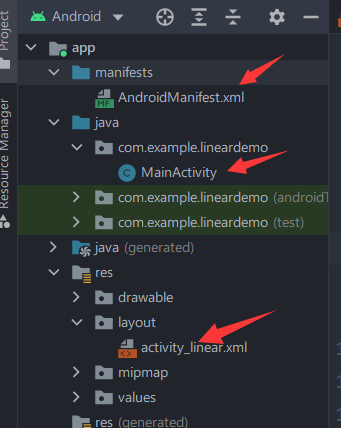 Project
Resource Manager
Android
app
manifests
MF
AndroidManifest.xml
java
com.example.lineardemo
C
MainActivity
com.example.lineardemo (androidT
com.example.lineardemo (test)
java (generated)
res
drawable
layout
activity_linear.xml
mipmap
values
res (generated)